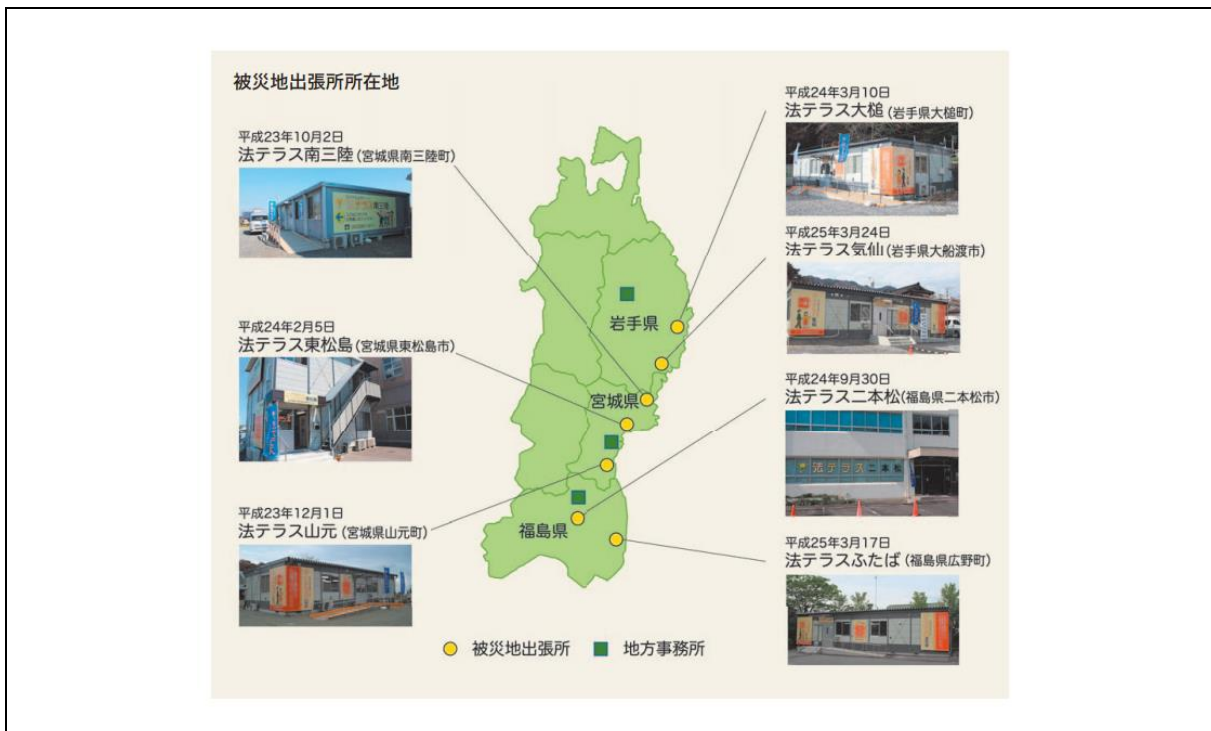 被災地出張所所在地
平成23年10月2日
法テラス南三陸 (宮城県南三陸町)
平成24年2月5日
法テラス東松島 (宮城県東松島市)
平成23年12月1日
法テラス山元 (宮城県山元町)
平成24年3月10日
法テラス大槌 (岩手県大槌町)
平成25年3月24日
法テラス気仙 (岩手県大船渡市)
平成24年9月30日
法テラス二本松 (福島県二本松市)
法テラス二本松
平成25年3月17日
法テラスふたば (福島県広野町)
岩手県
宮城県
福島県
被災地出張所 地方事務所